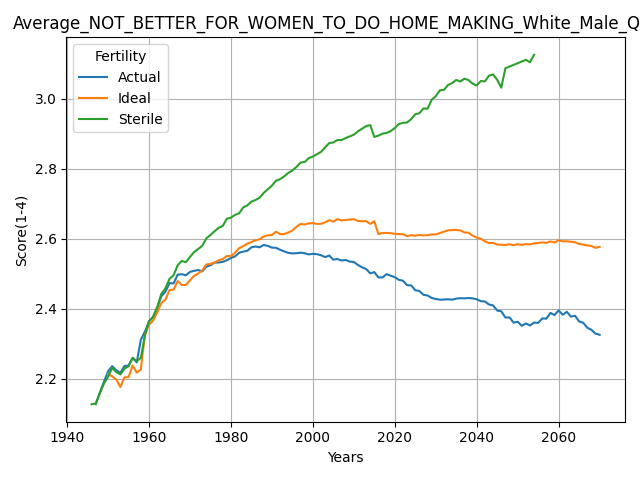 Average_NOT_BETTER_FOR_WOMEN_TO_DO_HOME_MAKING_White_Male_Q
Fertility
Actual
Ideal
Sterile
Score(1-4)
3.0
2.8
2.6
2.4
2.2
1940 1960 1980 2000 2020 2040 2060
Years